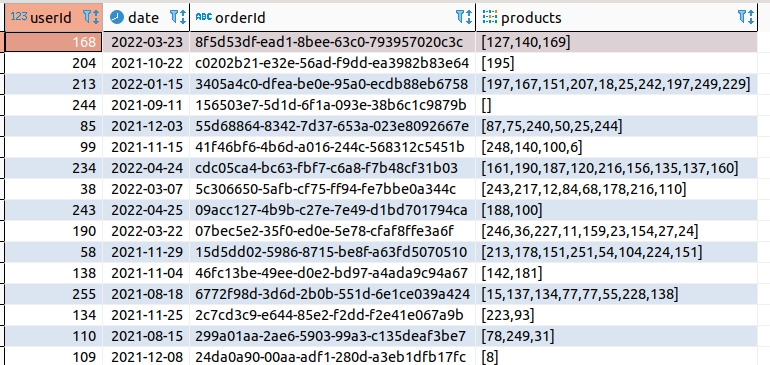 123 userId date ABC orderId products
168 2022-03-23 8f5d53df-ead1-8bee-63c0-793957020c3c [127,140,169]
204 2021-10-22 c0202b21-e32e-56ad-f9dd-ea3982b83e64 [195]
213 2022-01-15 3405a4c0-dfea-be0e-95a0-ecdb88eb6758 [197,167,151,207,18,25,242,197,249,229]
244 2021-09-11 156503e7-5d1d-6f1a-093e-38b6c1c9879b []
85 2021-12-03 55d68864-8342-7d37-653a-023e8092667e [87,75,240,50,25,244]
99 2021-11-15 41f46bf6-4b6d-a016-244c-568312c5451b [248,140,100,6]
234 2022-04-24 cdc05ca4-bc63-fbf7-c6a8-f7b48cf31b03 [161,190,187,120,216,156,135,137,160]
38 2022-03-07 5c306650-5afb-cf75-ff94-fe7bbe0a344c [243,217,12,84,68,178,216,110]
243 2022-04-25 09acc127-4b9b-c27e-7e49-d1bd701794ca [188,100]
190 2022-03-22 07bec5e2-35f0-ed0e-5e78-cfaf8ffe3a6f [246,36,227,11,159,23,154,27,24]
58 2021-11-29 15d5dd02-5986-8715-be8f-a63fd5070510 [213,178,151,251,54,104,224,151]
138 2021-11-04 46fc13be-49ee-d0e2-bd97-a4ada9c94a67 [142,181]
255 2021-08-18 6772f98d-3d6d-2b0b-551d-6e1ce039a424 [15,137,134,77,77,55,228,138]
134 2021-11-25 2c7cd3c9-e644-85e2-f2dd-f2e41e067a9b [223,93]
110 2021-08-15 299a01aa-2ae6-5903-99a3-c135deaf3be7 [78,249,31]
109 2021-12-08 24da0a90-00aa-adf1-280d-a3eb1dfb17fc [8]